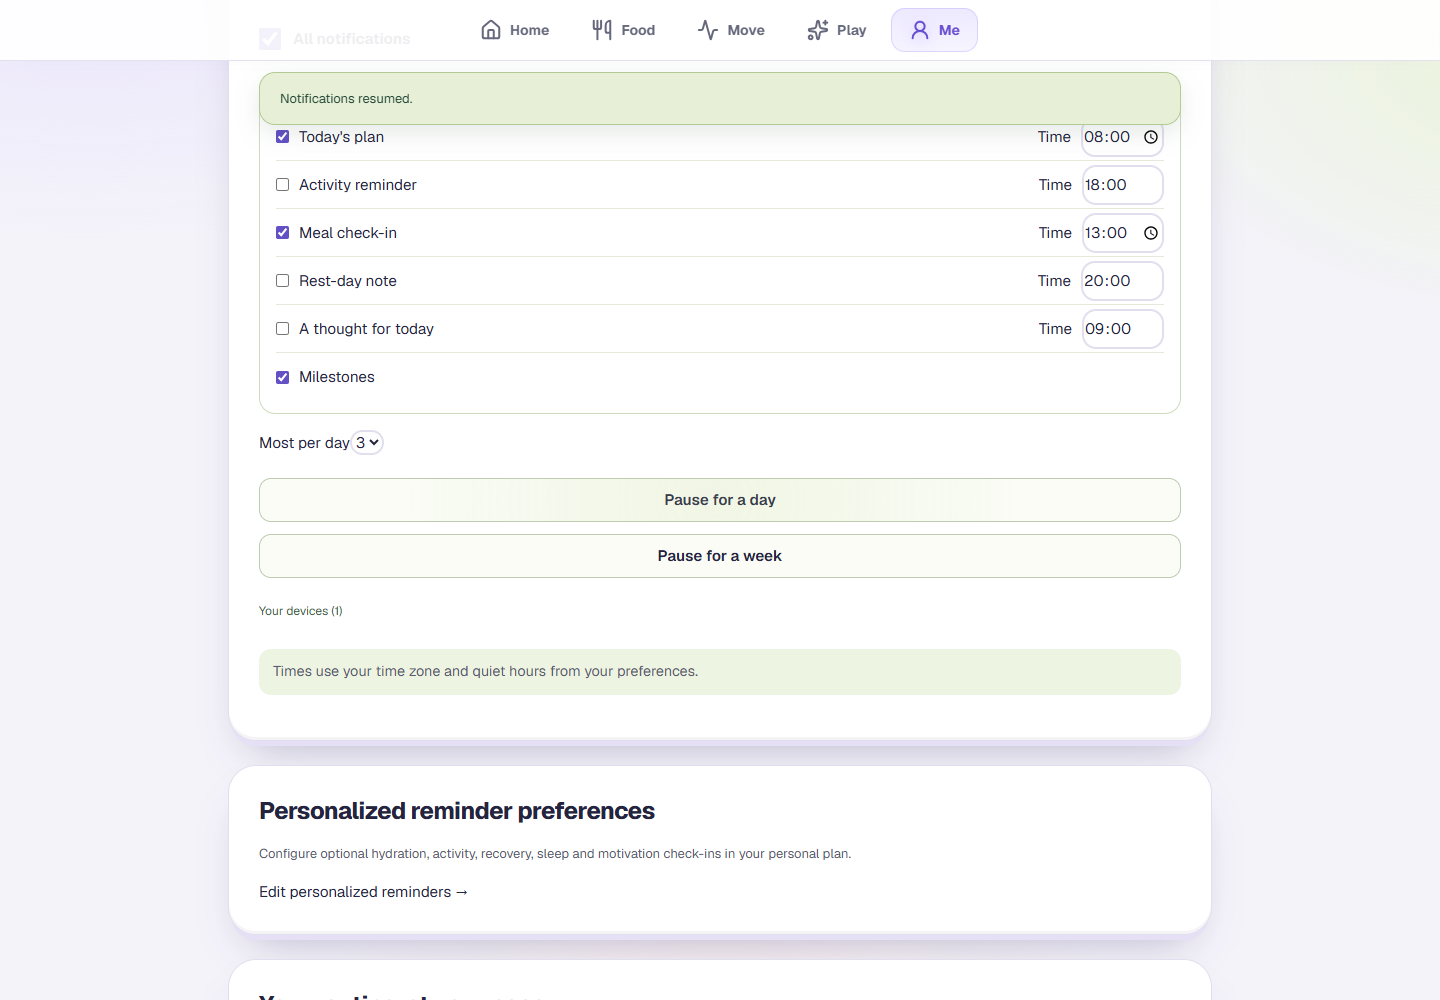 Home
Food
Move
Play
Me
All notifications
Notifications resumed.
Today's plan
Time 08:00
Activity reminder
Time 18:00
Meal check-in
Time 13:00
Rest-day note
Time 20:00
A thought for today
Time 09:00
Milestones
Most per day 3
Pause for a day
Pause for a week
Your devices (1)
Times use your time zone and quiet hours from your preferences.
Personalized reminder preferences
Configure optional hydration, activity, recovery, sleep and motivation check-ins in your personal plan.
Edit personalized reminders →